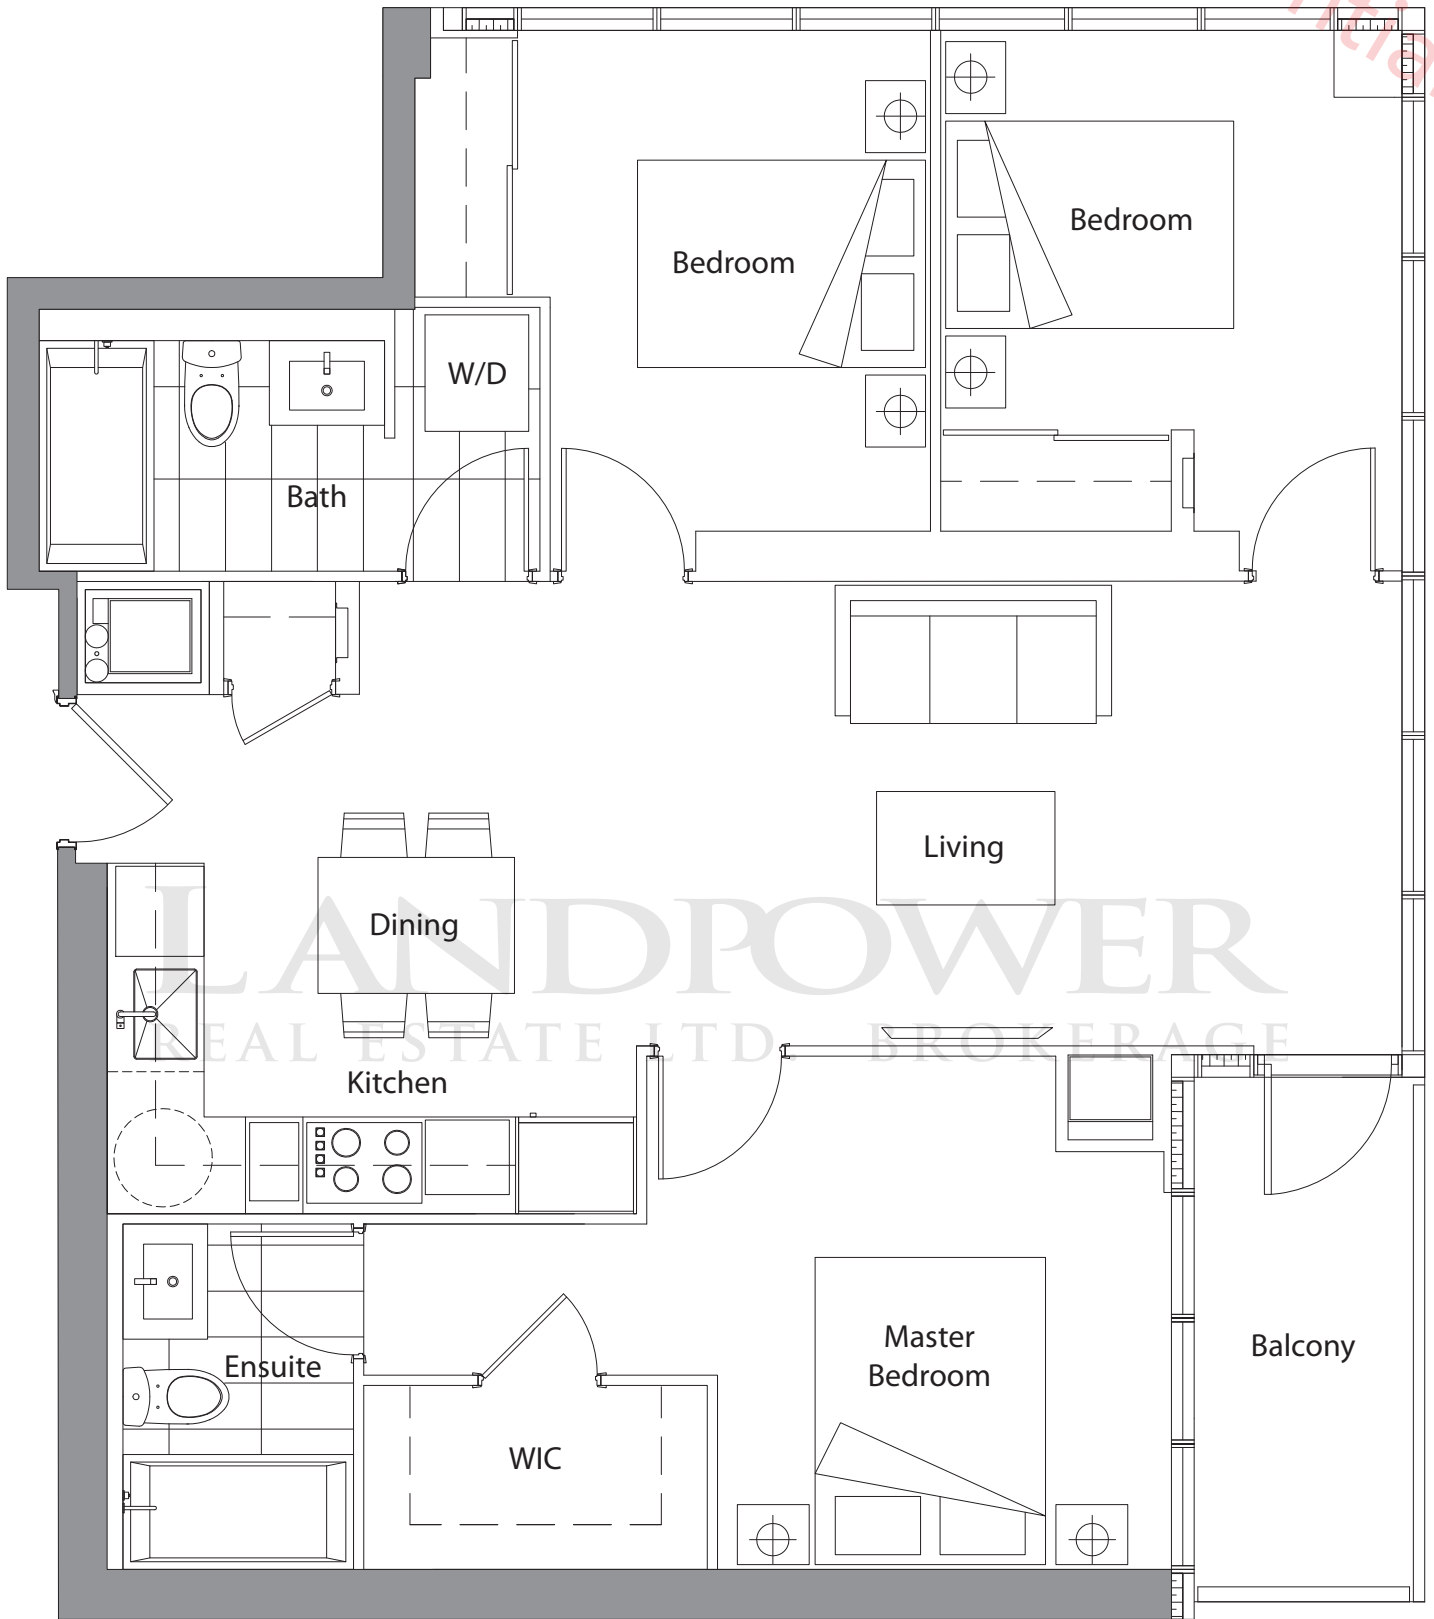 Bedroom
Bedroom
W/D
Bath
Living
Dining
LANDPOWER
REAL ESTATE LTD. BROKERAGE
Kitchen
Master
Bedroom
Balcony
Ensuite
WIC